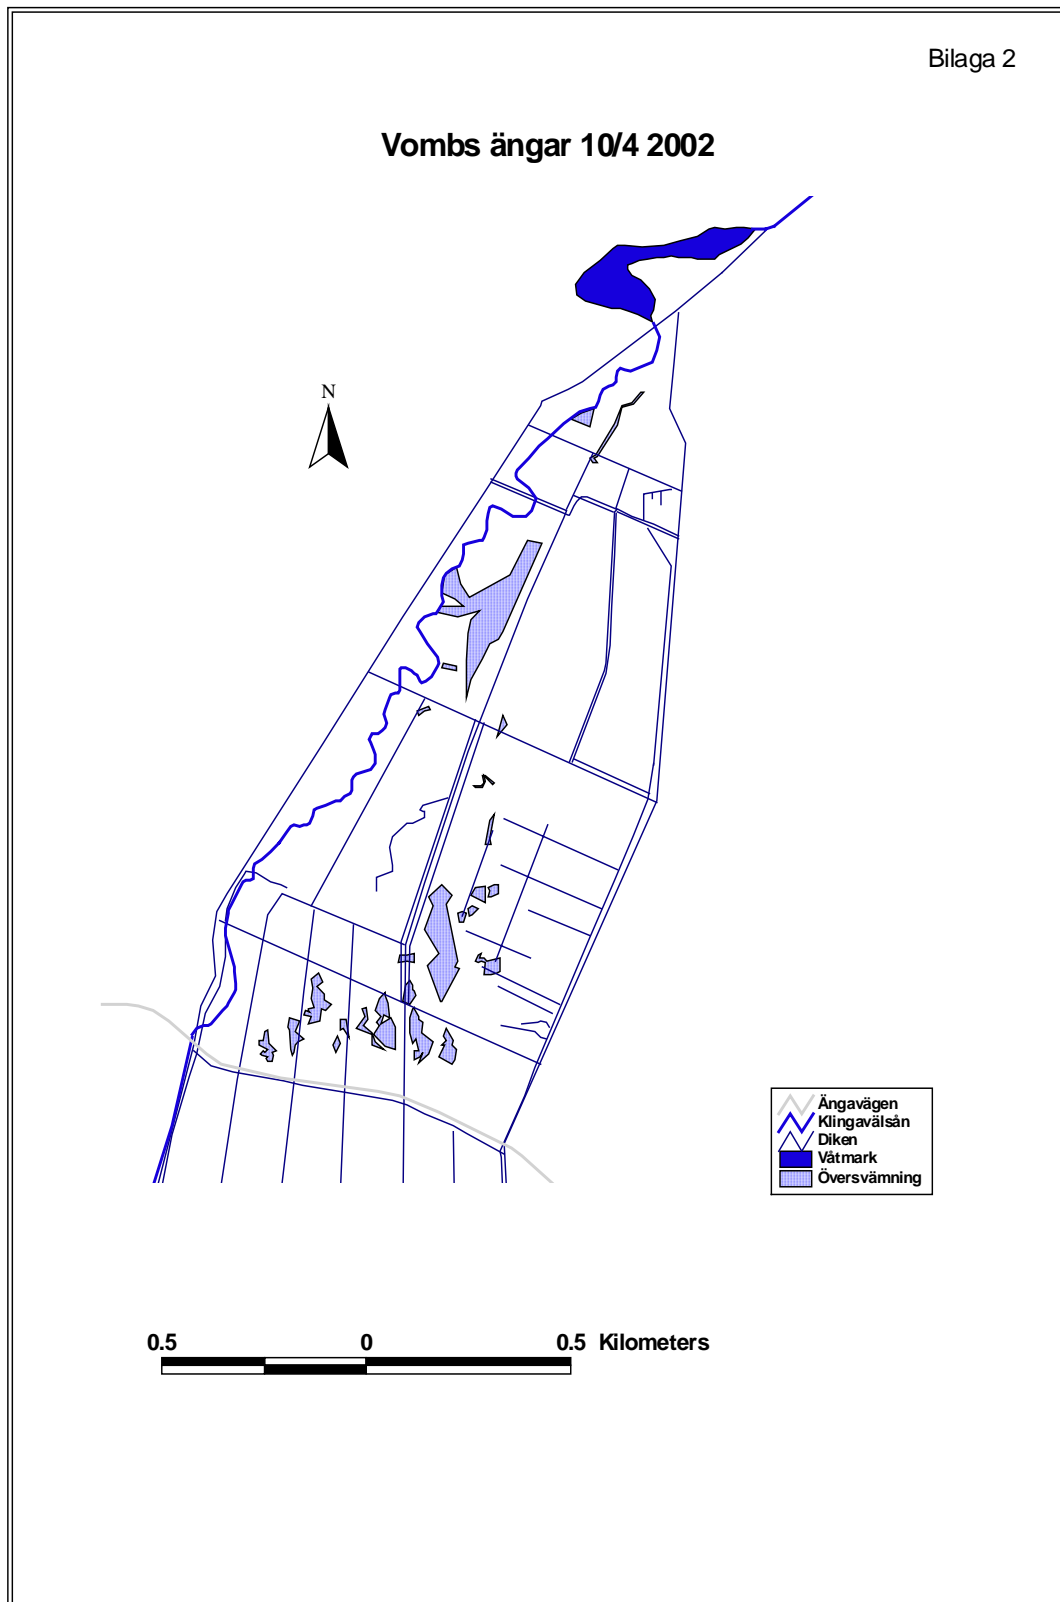 Bilaga 2
Vombs ängar 10/4 2002
N
Ängavägen
Klingavälsån
Diken
Våtmark
Översvämning
0.5 0 0.5 Kilometers